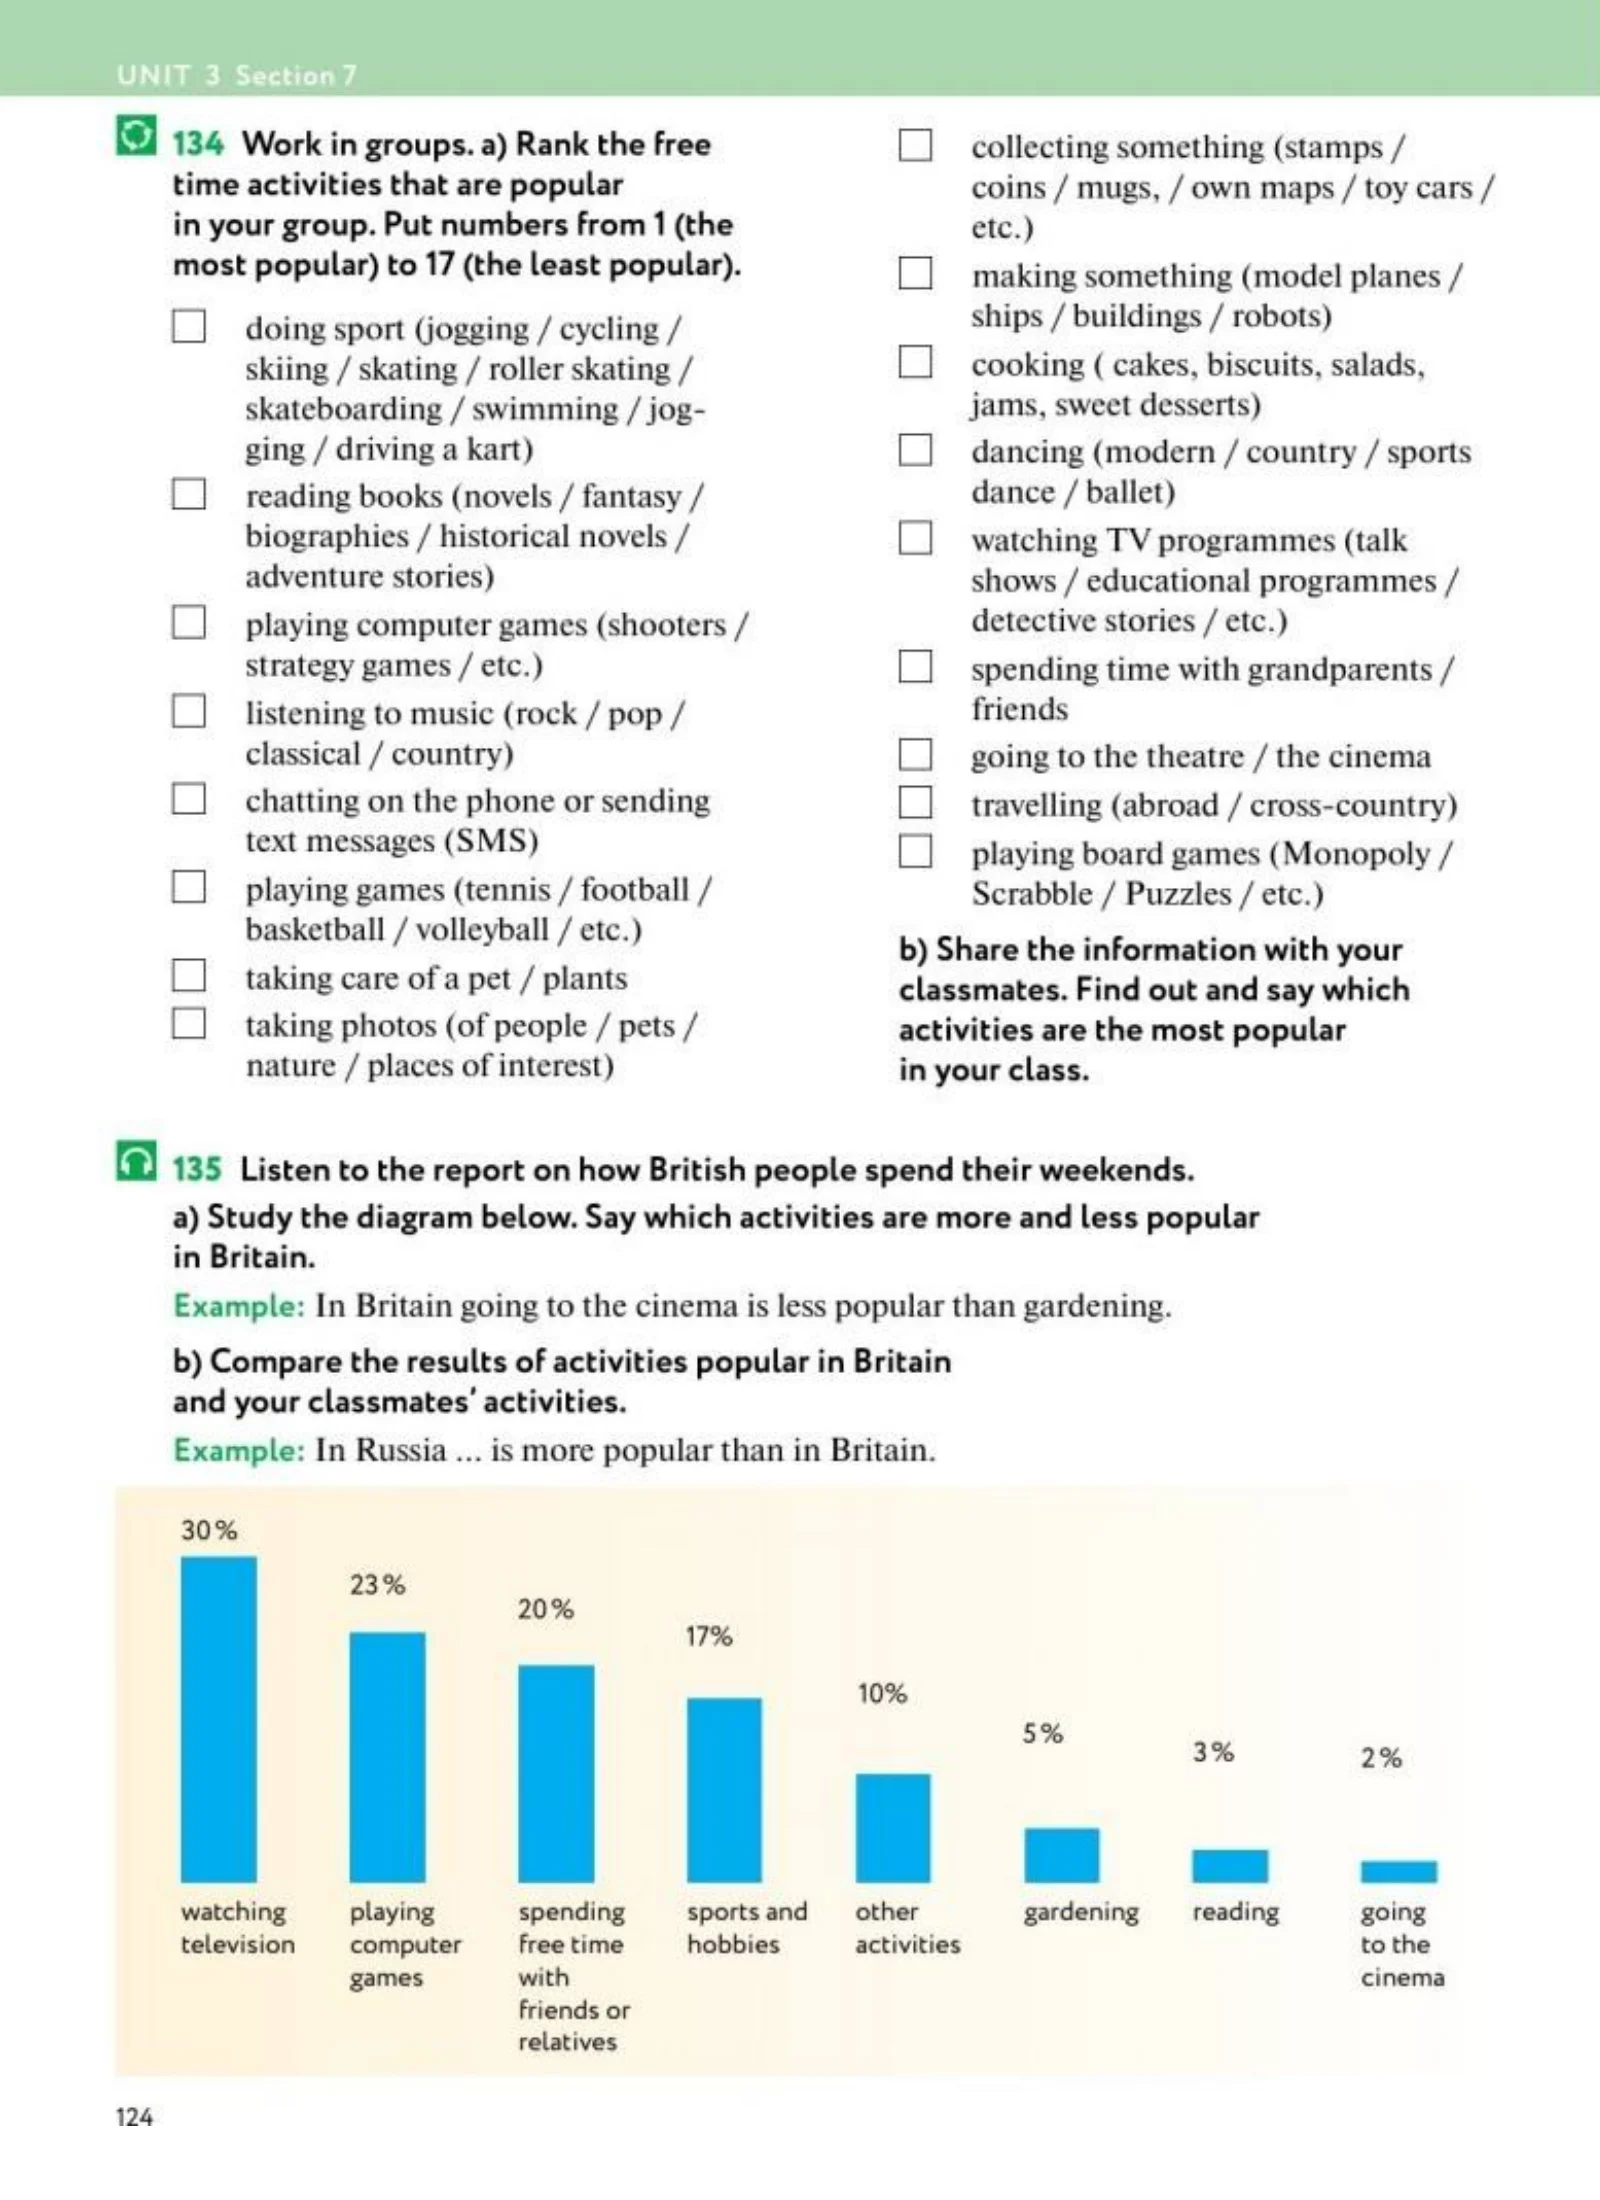 UNIT 3 Section 7
134 Work in groups. a) Rank the free
time activities that are popular
in your group. Put numbers from 1 (the
most popular) to 17 (the least popular).
doing sport (jogging / cycling /
skiing / skating / roller skating /
skateboarding / swimming / jog-
ging / driving a kart)
reading books (novels / fantasy /
biographies / historical novels /
adventure stories)
playing computer games (shooters /
strategy games / etc.)
listening to music (rock / pop /
classical / country)
chatting on the phone or sending
text messages (SMS)
playing games (tennis / football /
basketball / volleyball / etc.)
taking care of a pet / plants
taking photos (of people / pets /
nature / places of interest)
collecting something (stamps /
coins / mugs, / own maps / toy cars /
etc.)
making something (model planes /
ships / buildings / robots)
cooking ( cakes, biscuits, salads,
jams, sweet desserts)
dancing (modern / country / sports
dance / ballet)
watching TV programmes (talk
shows / educational programmes /
detective stories / etc.)
spending time with grandparents /
friends
going to the theatre / the cinema
travelling (abroad / cross-country)
playing board games (Monopoly /
Scrabble / Puzzles / etc.)
b) Share the information with your
classmates. Find out and say which
activities are the most popular
in your class.
135 Listen to the report on how British people spend their weekends.
a) Study the diagram below. Say which activities are more and less popular
in Britain.
Example: In Britain going to the cinema is less popular than gardening.
b) Compare the results of activities popular in Britain
and your classmates' activities.
Example: In Russia ... is more popular than in Britain.
30%
23%
20%
17%
10%
5%
3%
2%
watching
television
playing
computer
games
spending
free time
with
friends or
relatives
sports and
hobbies
other
activities
gardening
reading
going
to the
cinema
124